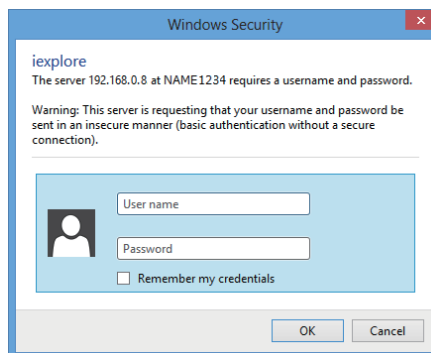 Windows Security
iexplore
The server 192.168.0.8 at NAME1234 requires a username and password.
Warning: This server is requesting that your username and password be
sent in an insecure manner (basic authentication without a secure
connection).
User name
Password
Remember my credentials
OK
Cancel